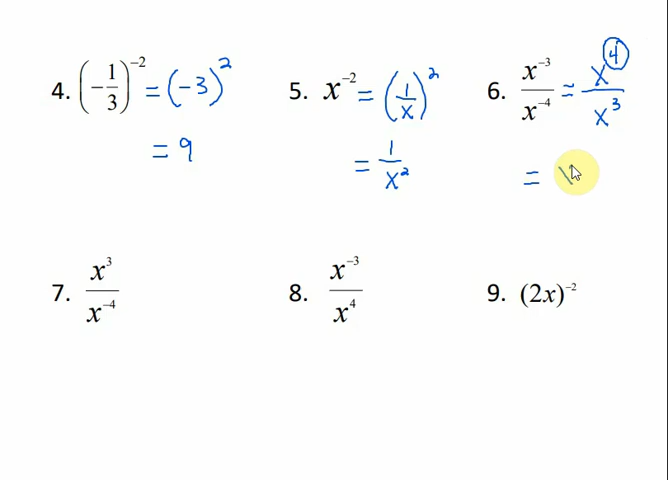 4. (-1/3)^-2 = (-3)^2
= 9
5. x^-2 = (1/x)^2
= 1/x^2
6. x^-3/x^-4 = x^4/x^3
=
7. x^3/x^-4
8. x^-3/x^4
9. (2x)^-2